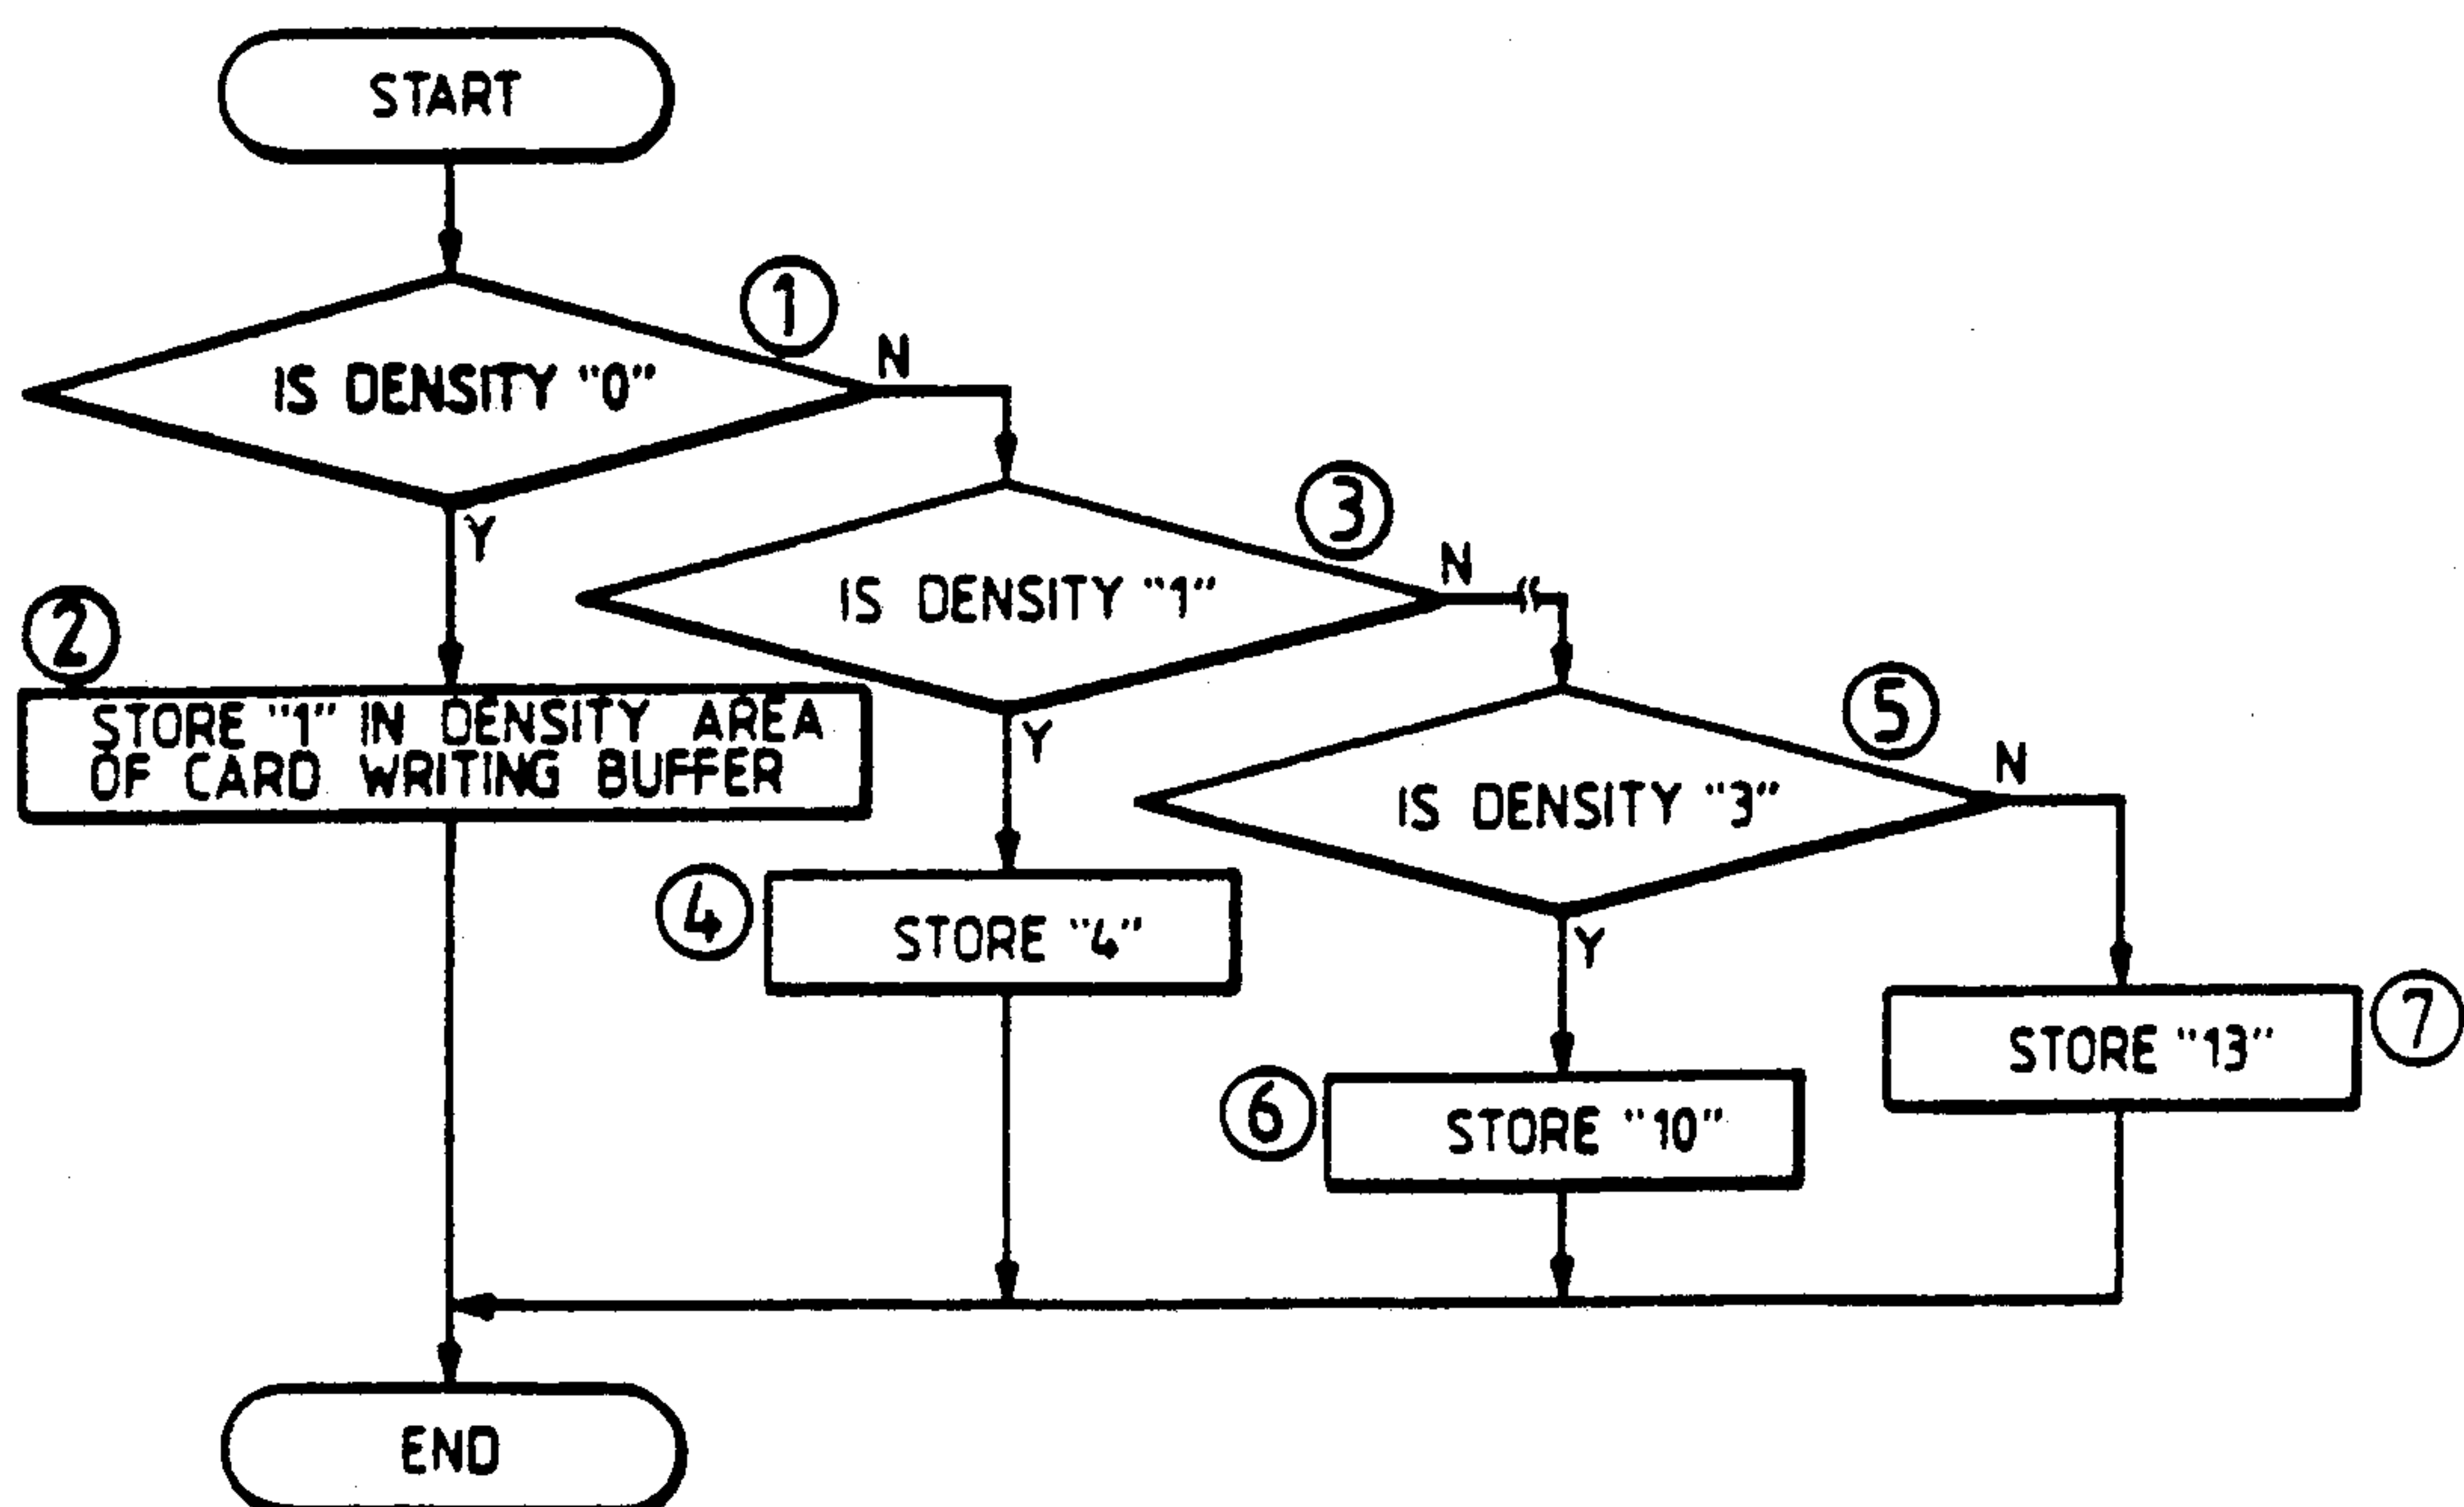 START
①
IS DENSITY "0"
N
Y
③
IS DENSITY "1"
N
Y
②
STORE "1" IN DENSITY AREA
OF CARD WRITING BUFFER
⑤
IS DENSITY "3"
N
Y
④
STORE "4"
⑦
STORE "13"
⑥
STORE "10"
END